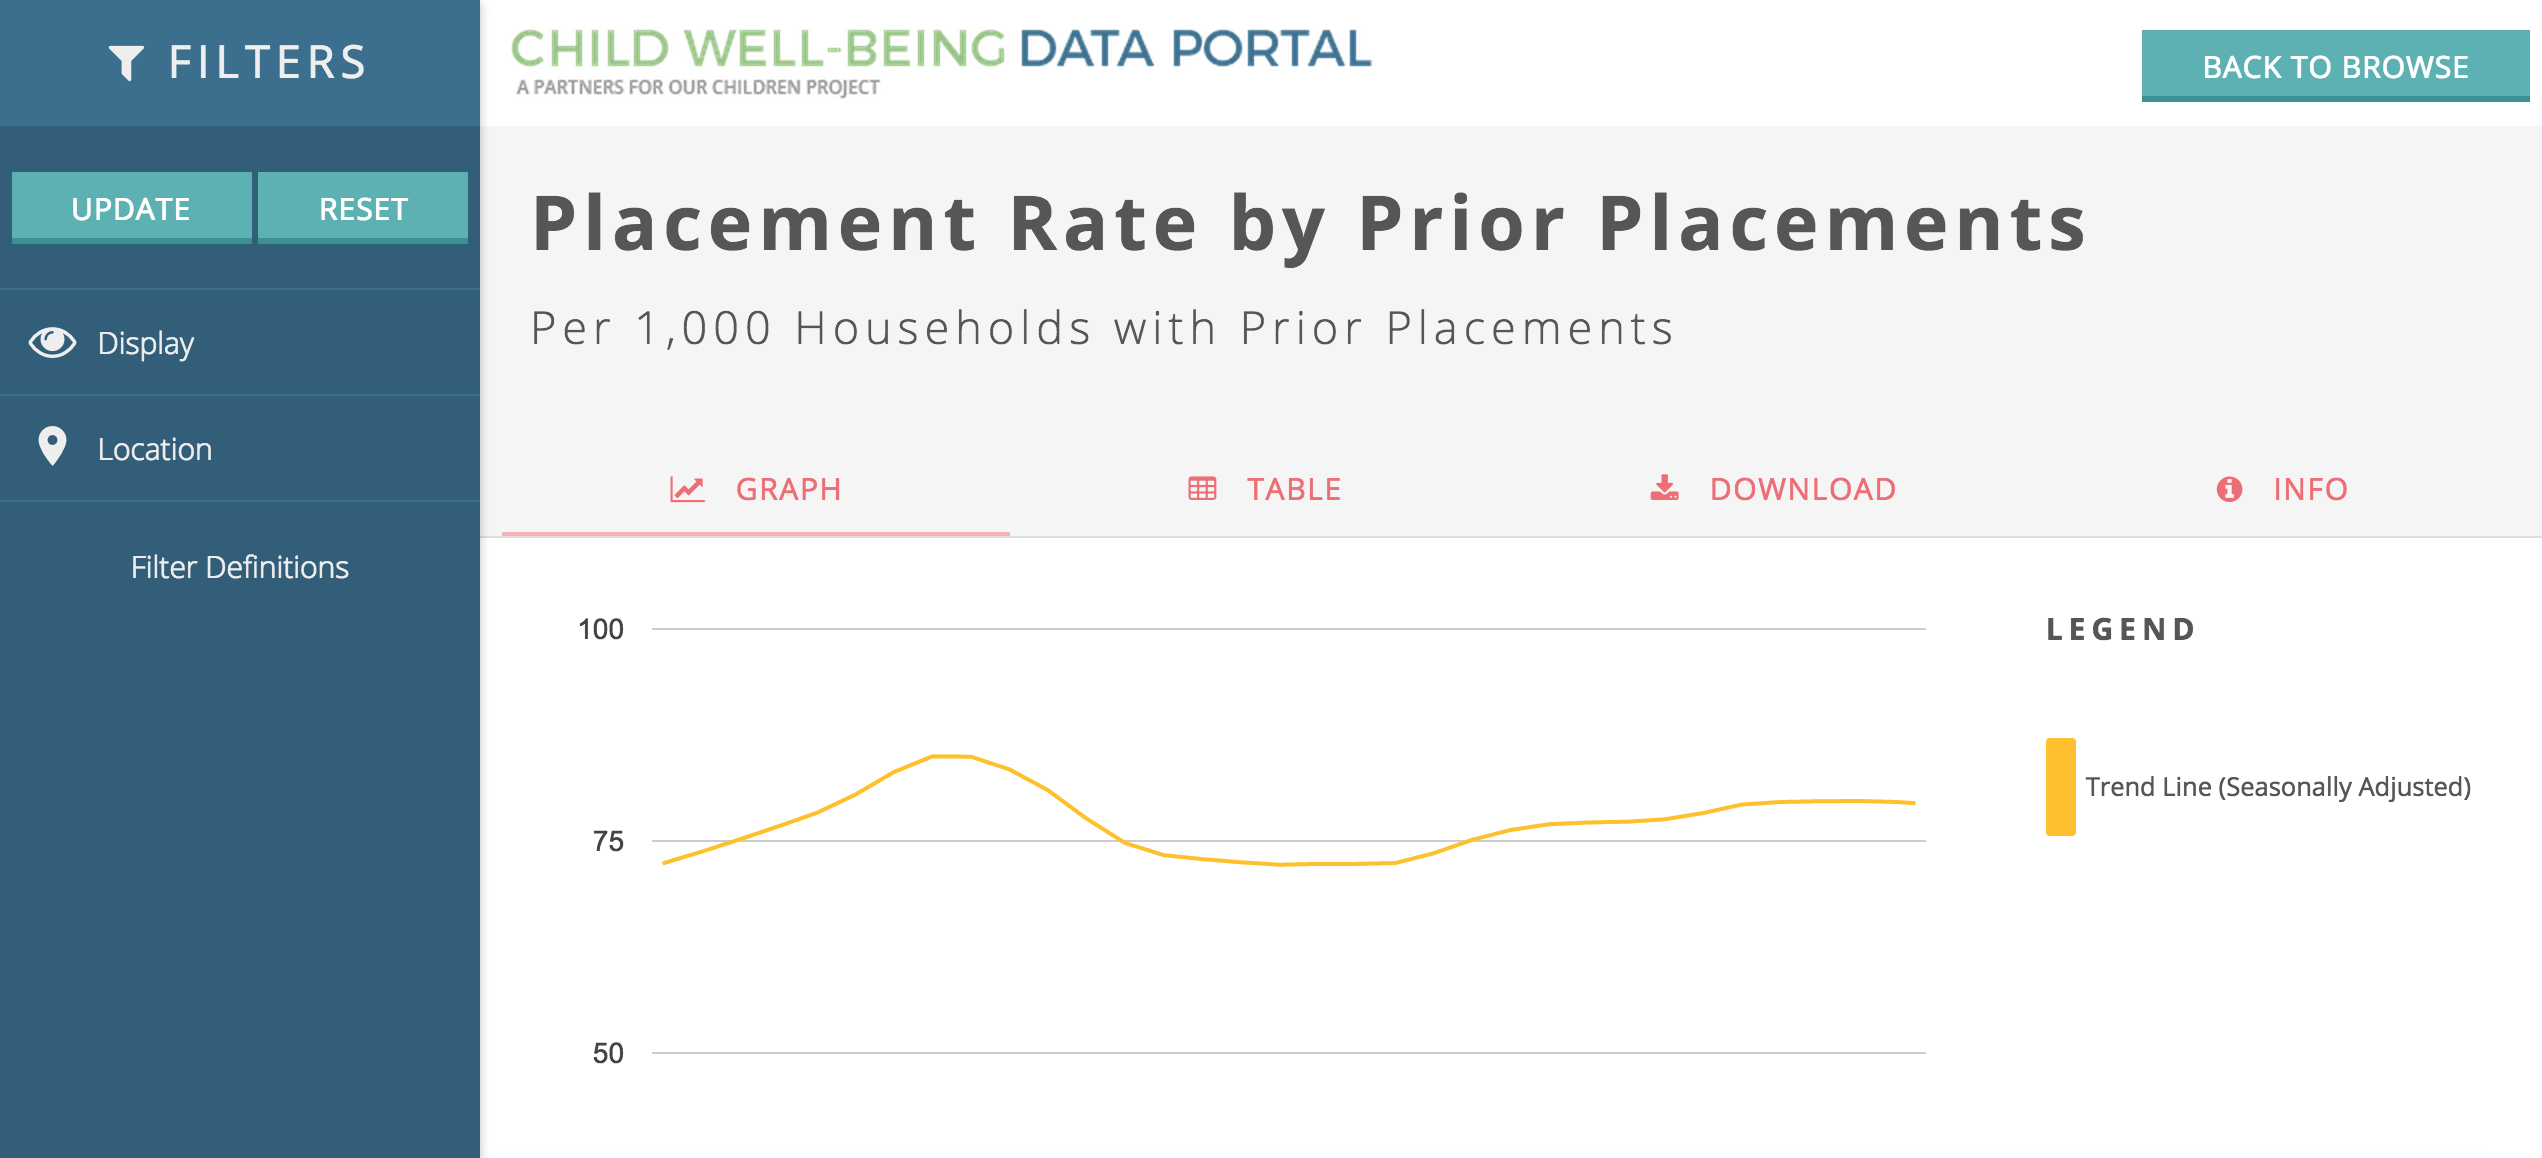 FILTERS
UPDATE
RESET
Display
Location
Filter Definitions
CHILD WELL-BEING DATA PORTAL
A PARTNERS FOR OUR CHILDREN PROJECT
BACK TO BROWSE
Placement Rate by Prior Placements
Per 1,000 Households with Prior Placements
GRAPH
TABLE
DOWNLOAD
INFO
100
75
50
LEGEND
Trend Line (Seasonally Adjusted)